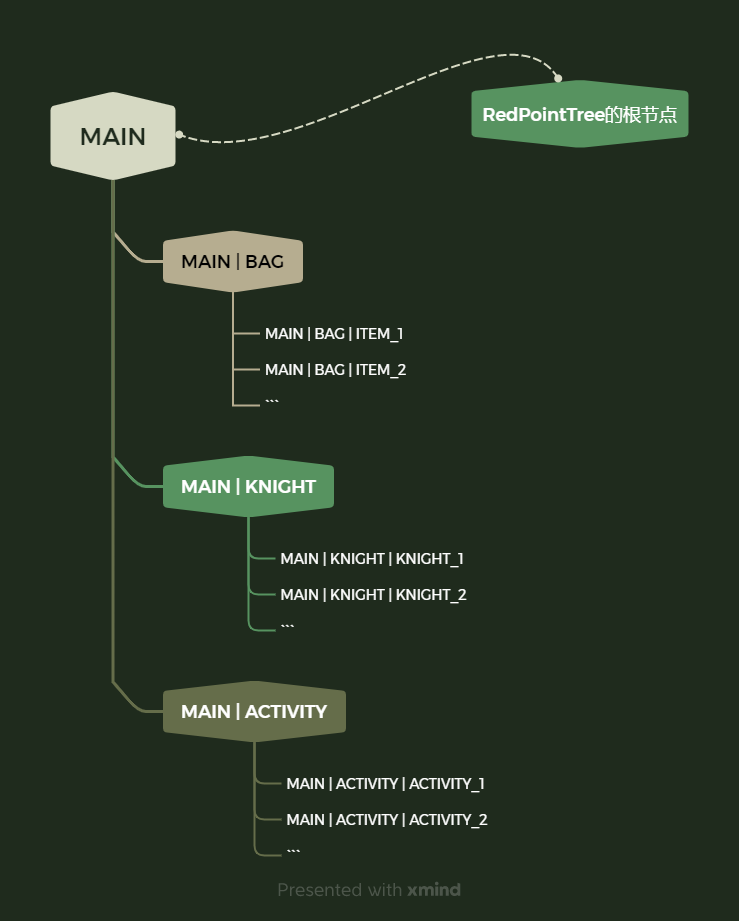 MAIN
RedPointTree的根节点
MAIN | BAG
MAIN | BAG | ITEM_1
MAIN | BAG | ITEM_2
```
MAIN | KNIGHT
MAIN | KNIGHT | KNIGHT_1
MAIN | KNIGHT | KNIGHT_2
```
MAIN | ACTIVITY
MAIN | ACTIVITY | ACTIVITY_1
MAIN | ACTIVITY | ACTIVITY_2
```
Presented with xmind